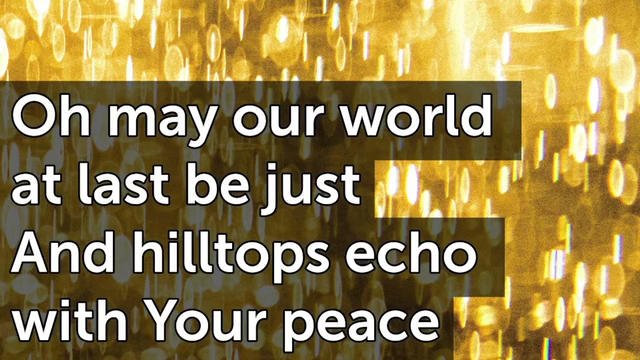 Oh may our world
at last be just
And hilltops echo
with Your peace